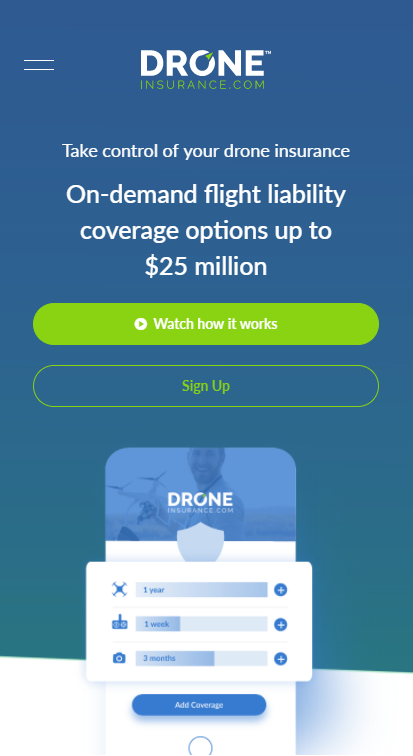 DRONE™
INSURANCE.COM
Take control of your drone insurance
On-demand flight liability
coverage options up to
$25 million
Watch how it works
Sign Up
DRONE
INSURANCE.COM
1 year
1 week
3 months
Add Coverage